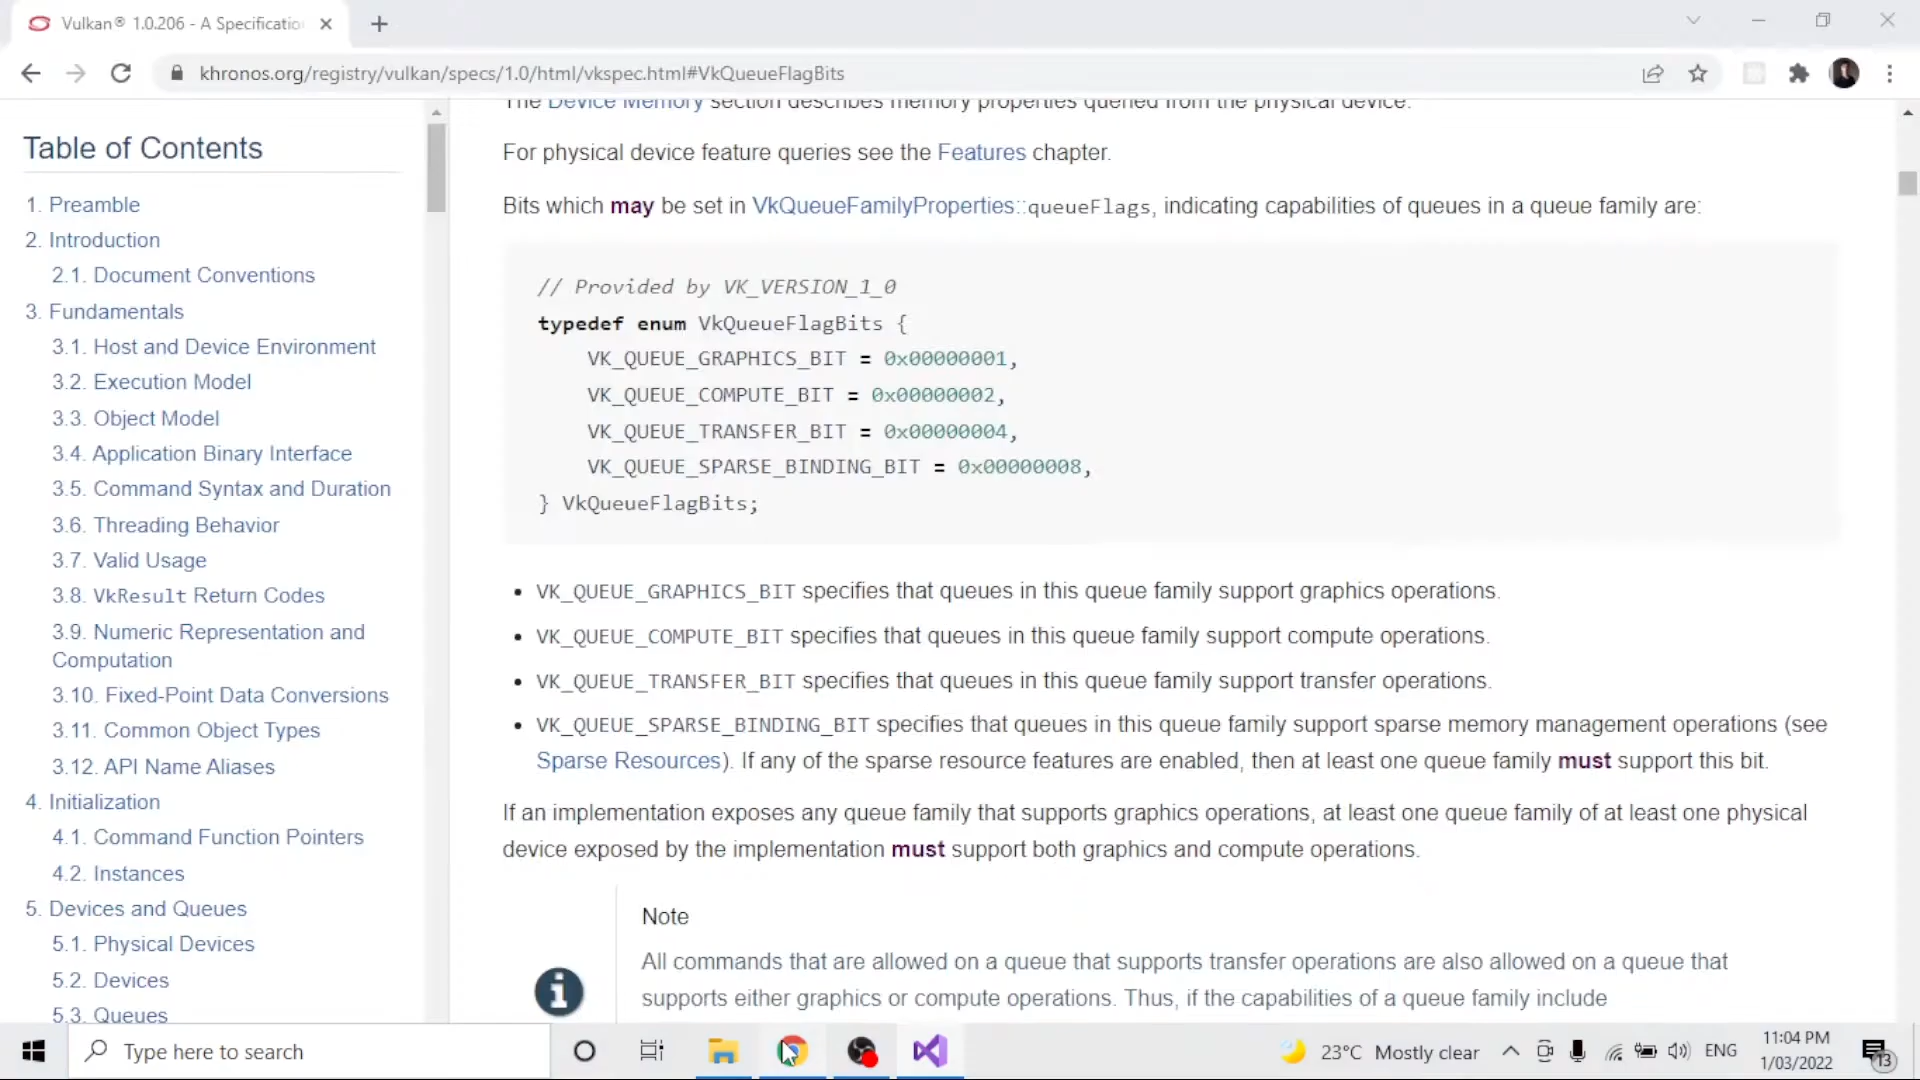 Vulkan® 1.0.206 - A Specificatio
khronos.org/registry/vulkan/specs/1.0/html/vkspec.html#VkQueueFlagBits
Table of Contents
1. Preamble
2. Introduction
2.1. Document Conventions
3. Fundamentals
3.1. Host and Device Environment
3.2. Execution Model
3.3. Object Model
3.4. Application Binary Interface
3.5. Command Syntax and Duration
3.6. Threading Behavior
3.7. Valid Usage
3.8. VkResult Return Codes
3.9. Numeric Representation and
Computation
3.10. Fixed-Point Data Conversions
3.11. Common Object Types
3.12. API Name Aliases
4. Initialization
4.1. Command Function Pointers
4.2. Instances
5. Devices and Queues
5.1. Physical Devices
5.2. Devices
5.3. Queues
The Device Memory section describes memory properties queried from the physical device.
For physical device feature queries see the Features chapter.
Bits which may be set in VkQueueFamilyProperties::queueFlags, indicating capabilities of queues in a queue family are:
// Provided by VK_VERSION_1_0
typedef enum VkQueueFlagBits {
VK_QUEUE_GRAPHICS_BIT = 0x00000001,
VK_QUEUE_COMPUTE_BIT = 0x00000002,
VK_QUEUE_TRANSFER_BIT = 0x00000004,
VK_QUEUE_SPARSE_BINDING_BIT = 0x00000008,
} VkQueueFlagBits;
• VK_QUEUE_GRAPHICS_BIT specifies that queues in this queue family support graphics operations.
• VK_QUEUE_COMPUTE_BIT specifies that queues in this queue family support compute operations.
• VK_QUEUE_TRANSFER_BIT specifies that queues in this queue family support transfer operations.
• VK_QUEUE_SPARSE_BINDING_BIT specifies that queues in this queue family support sparse memory management operations (see
Sparse Resources). If any of the sparse resource features are enabled, then at least one queue family must support this bit.
If an implementation exposes any queue family that supports graphics operations, at least one queue family of at least one physical
device exposed by the implementation must support both graphics and compute operations.
Note
All commands that are allowed on a queue that supports transfer operations are also allowed on a queue that
supports either graphics or compute operations. Thus, if the capabilities of a queue family include
Type here to search
23°C Mostly clear
ENG
11:04 PM
1/03/2022
13